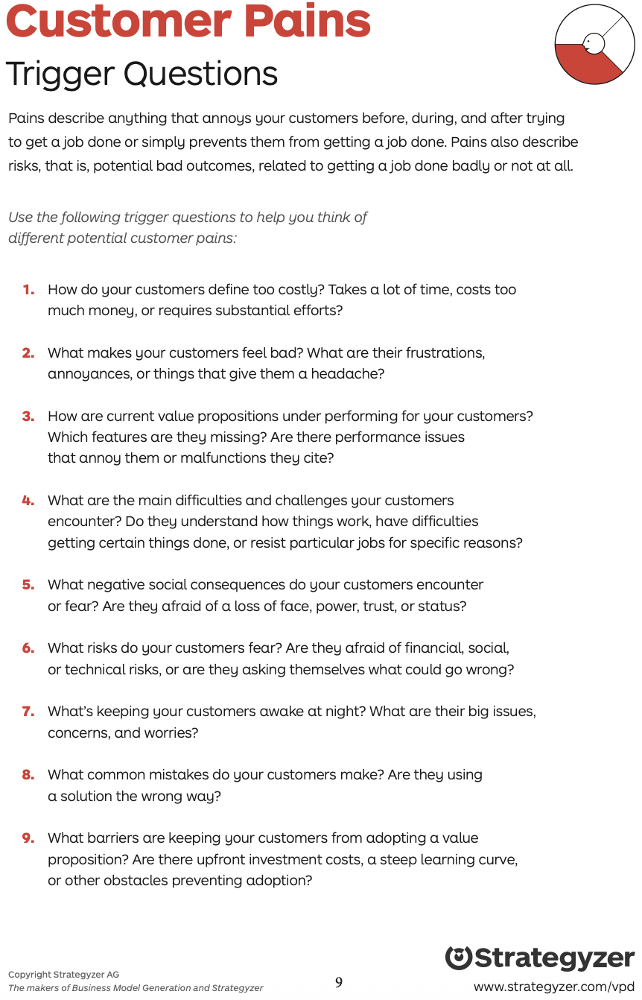 Customer Pains
Trigger Questions
Pains describe anything that annoys your customers before, during, and after trying
to get a job done or simply prevents them from getting a job done. Pains also describe
risks, that is, potential bad outcomes, related to getting a job done badly or not at all.
Use the following trigger questions to help you think of
different potential customer pains:
1. How do your customers define too costly? Takes a lot of time, costs too
much money, or requires substantial efforts?
2. What makes your customers feel bad? What are their frustrations,
annoyances, or things that give them a headache?
3. How are current value propositions under performing for your customers?
Which features are they missing? Are there performance issues
that annoy them or malfunctions they cite?
4. What are the main difficulties and challenges your customers
encounter? Do they understand how things work, have difficulties
getting certain things done, or resist particular jobs for specific reasons?
5. What negative social consequences do your customers encounter
or fear? Are they afraid of a loss of face, power, trust, or status?
6. What risks do your customers fear? Are they afraid of financial, social,
or technical risks, or are they asking themselves what could go wrong?
7. What’s keeping your customers awake at night? What are their big issues,
concerns, and worries?
8. What common mistakes do your customers make? Are they using
a solution the wrong way?
9. What barriers are keeping your customers from adopting a value
proposition? Are there upfront investment costs, a steep learning curve,
or other obstacles preventing adoption?
Copyright Strategyzer AG
The makers of Business Model Generation and Strategyzer
9
Strategyzer
www.strategyzer.com/vpd